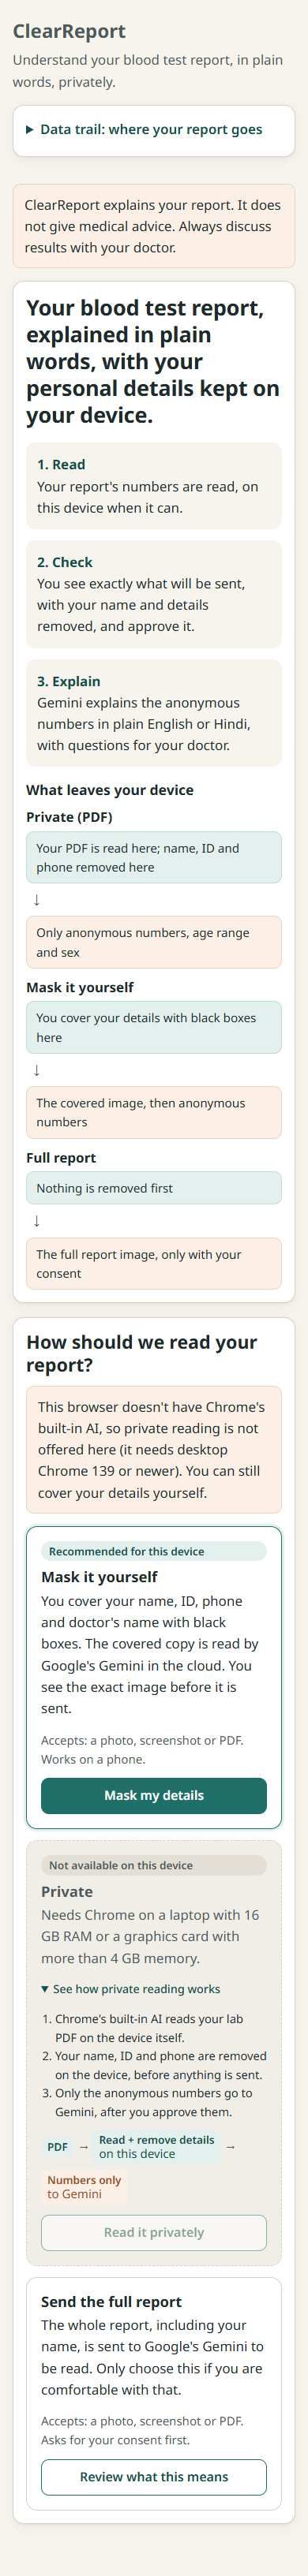 ClearReport
Understand your blood test report, in plain
words, privately.
▶ Data trail: where your report goes
ClearReport explains your report. It does
not give medical advice. Always discuss
results with your doctor.
Your blood test report,
explained in plain
words, with your
personal details kept on
your device.
1. Read
Your report's numbers are read, on
this device when it can.
2. Check
You see exactly what will be sent,
with your name and details
removed, and approve it.
3. Explain
Gemini explains the anonymous
numbers in plain English or Hindi,
with questions for your doctor.
What leaves your device
Private (PDF)
Your PDF is read here; name, ID and
phone removed here
↓
Only anonymous numbers, age range
and sex
Mask it yourself
You cover your details with black boxes
here
↓
The covered image, then anonymous
numbers
Full report
Nothing is removed first
↓
The full report image, only with your
consent
How should we read your
report?
This browser doesn't have Chrome's
built-in AI, so private reading is not
offered here (it needs desktop
Chrome 139 or newer). You can still
cover your details yourself.
Recommended for this device
Mask it yourself
You cover your name, ID, phone
and doctor's name with black
boxes. The covered copy is read by
Google's Gemini in the cloud. You
see the exact image before it is
sent.
Accepts: a photo, screenshot or PDF.
Works on a phone.
Mask my details
Not available on this device
Private
Needs Chrome on a laptop with 16
GB RAM or a graphics card with
more than 4 GB memory.
▼ See how private reading works
1. Chrome's built-in AI reads your lab
PDF on the device itself.
2. Your name, ID and phone are removed
on the device, before anything is sent.
3. Only the anonymous numbers go to
Gemini, after you approve them.
PDF → Read + remove details
on this device →
Numbers only
to Gemini
Read it privately
Send the full report
The whole report, including your
name, is sent to Google's Gemini to
be read. Only choose this if you are
comfortable with that.
Accepts: a photo, screenshot or PDF.
Asks for your consent first.
Review what this means